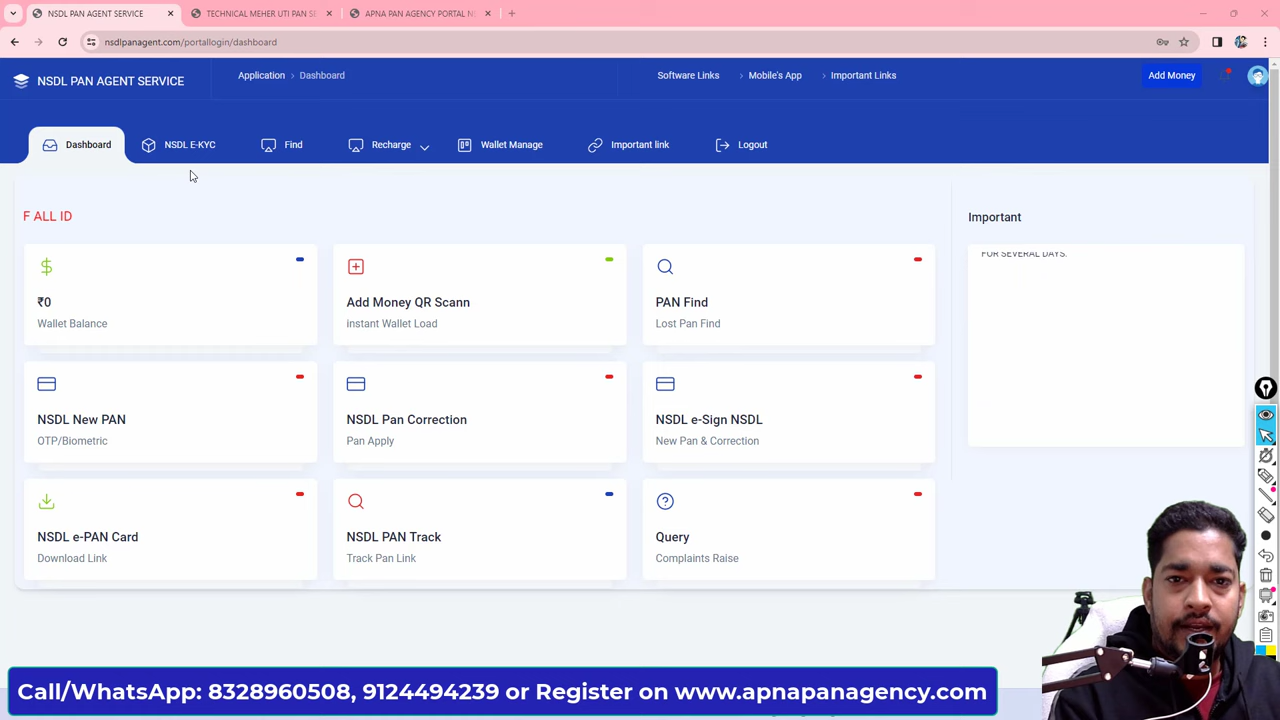 NSDL PAN AGENT SERVICE
TECHNICAL MEHER UTI PAN
APNA PAN AGENCY PORTAL
nsdlpanagent.com/portallogin/dashboard
NSDL PAN AGENT SERVICE
Application > Dashboard
Software Links > Mobile's App > Important Links
Add Money
Dashboard
NSDL E-KYC
Find
Recharge
Wallet Manage
Important link
Logout
F ALL ID
Important
FOR SEVERAL DAYS.
₹0
Wallet Balance
Add Money QR Scann
instant Wallet Load
PAN Find
Lost Pan Find
NSDL New PAN
OTP/Biometric
NSDL Pan Correction
Pan Apply
NSDL e-Sign NSDL
New Pan & Correction
NSDL e-PAN Card
Download Link
NSDL PAN Track
Track Pan Link
Query
Complaints Raise
Call/WhatsApp: 8328960508, 9124494239 or Register on www.apnapanagency.com